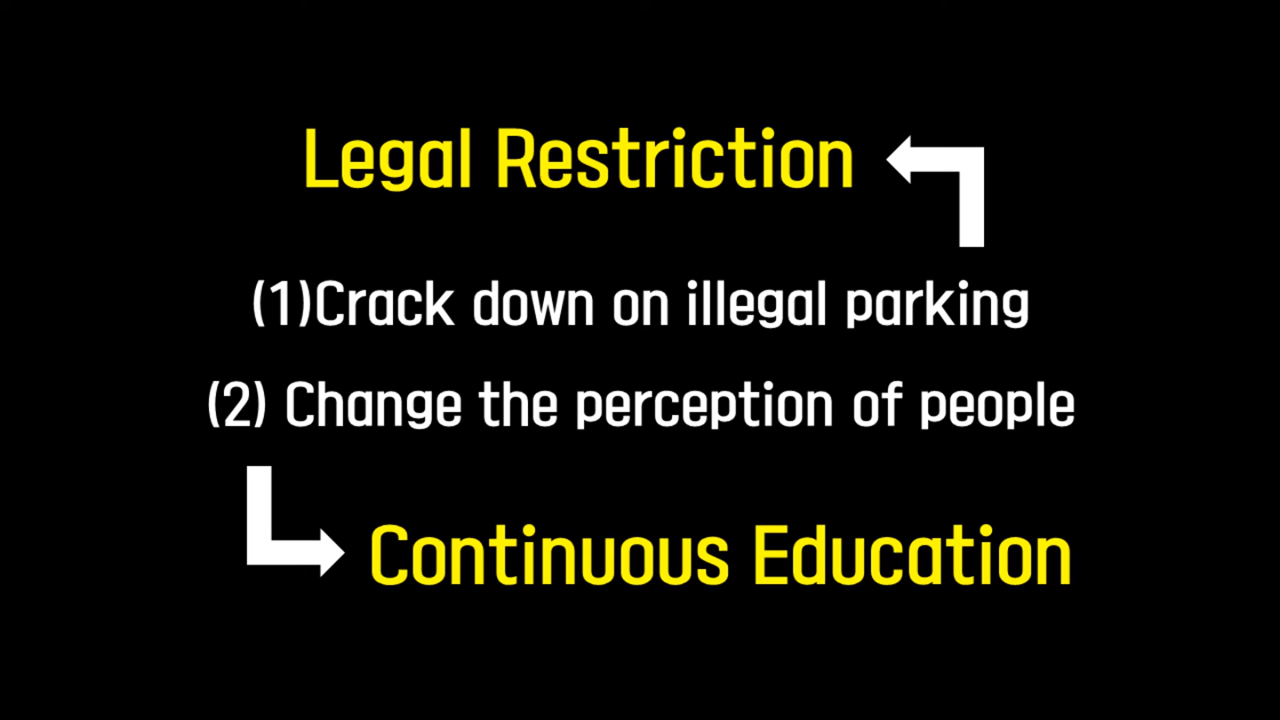 Legal Restriction
(1)Crack down on illegal parking
(2) Change the perception of people
Continuous Education